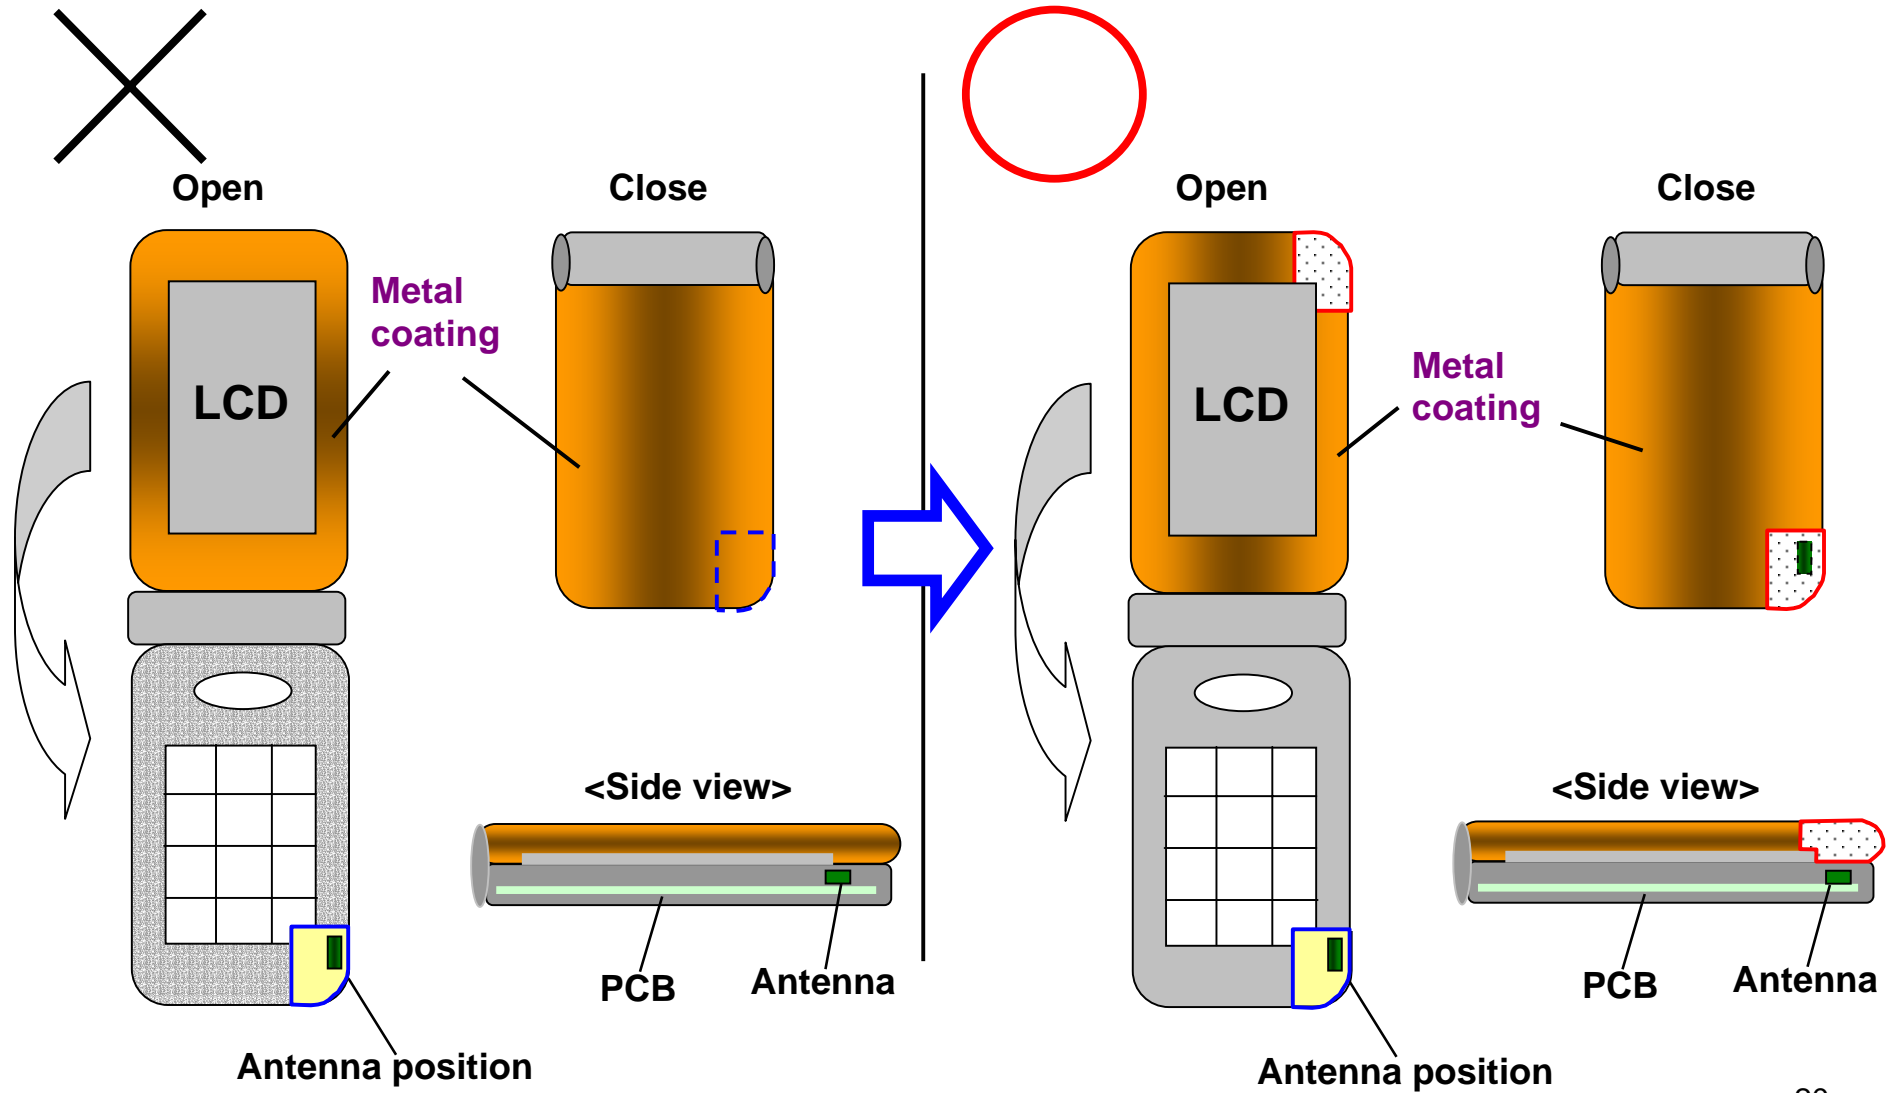 Open
Close
Metal
coating
LCD
<Side view>
PCB
Antenna
Antenna position
Open
Close
Metal
coating
LCD
<Side view>
PCB
Antenna
Antenna position